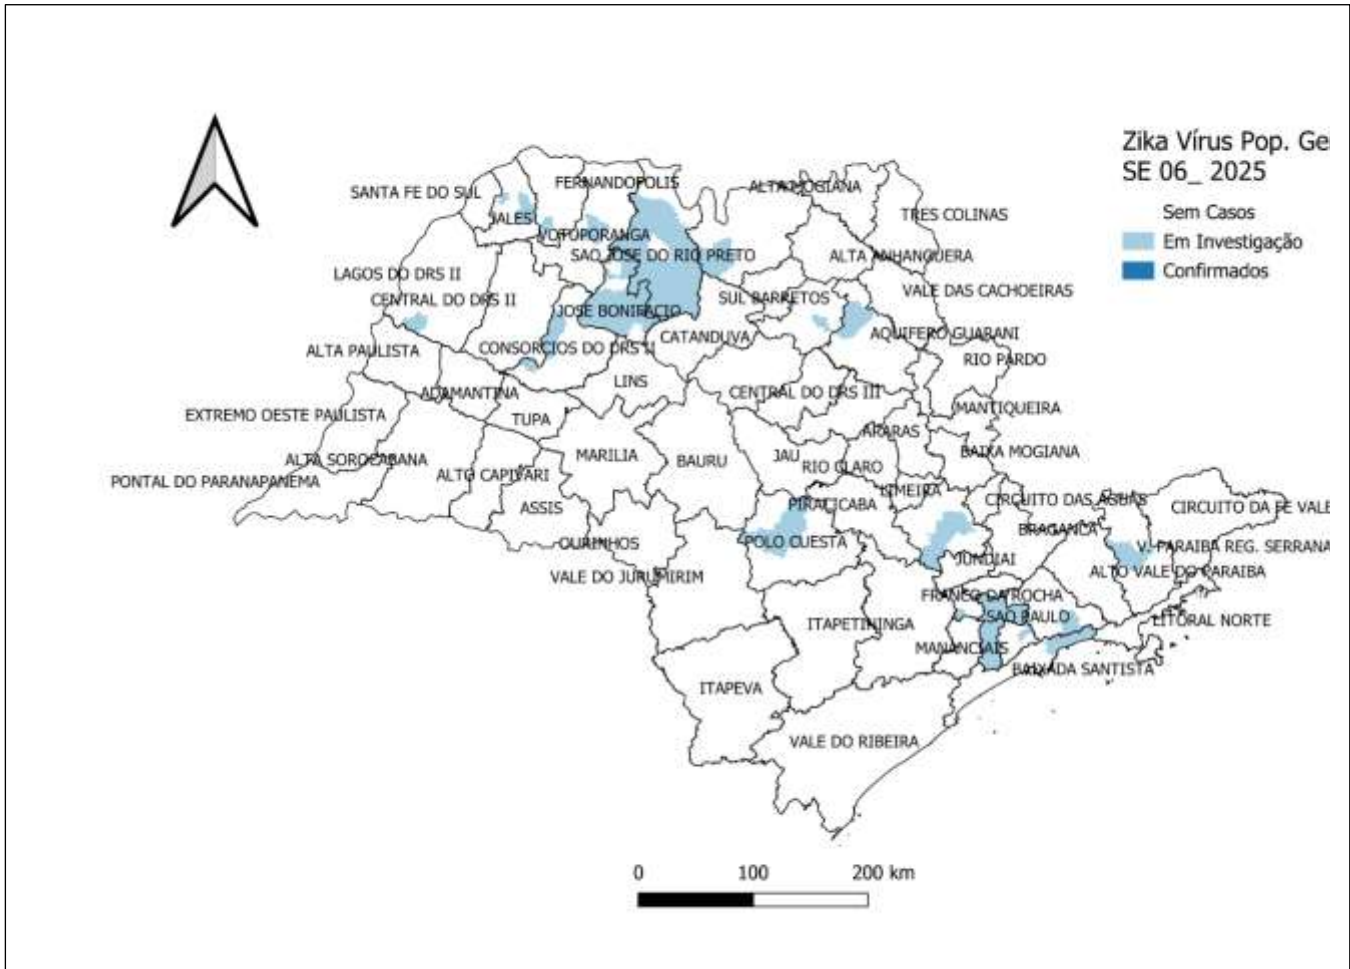 Zika Vírus Pop. Ge
SE 06_ 2025
Sem Casos
Em Investigação
Confirmados
FERNANDOPOLIS
ALTA MOGIANA
SANTA FE DO SUL
JALES
TRES COLINAS
VOTUPORANGA
SAO JOSE DO RIO PRETO
ALTA ANHANGUERA
LAGOS DO DRS II
CENTRAL DO DRS II
SUL BARRETOS
VALE DAS CACHOEIRAS
JOSE BONIFACIO
CATANDUVA
AQUIFERO GUARANI
ALTA PAULISTA
CONSORCIOS DO DRS II
RIO PARDO
LINS
ADAMANTINA
CENTRAL DO DRS III
EXTREMO OESTE PAULISTA
TUPA
MANTIQUEIRA
ARARAS
ALTA SOROCABANA
MARILIA
BAURU
JAU
BAIXA MOGIANA
RIO CLARO
PONTAL DO PARANAPANEMA
ALTO CAPIVARI
LIMEIRA
CIRCUITO DAS AGUAS
ASSIS
PIRACICABA
CIRCUITO DA FE VALE
BRAGANCA
OURINHOS
POLO CUESTA
V. PARAIBA REG. SERRANA
JUNDIAI
VALE DO JURUMIRIM
ALTO VALE DO PARAIBA
FRANCO DA ROCHA
SAO PAULO
ITAPETININGA
LITORAL NORTE
MANANCIAIS
BAIXADA SANTISTA
ITAPEVA
VALE DO RIBEIRA
0 100 200 km